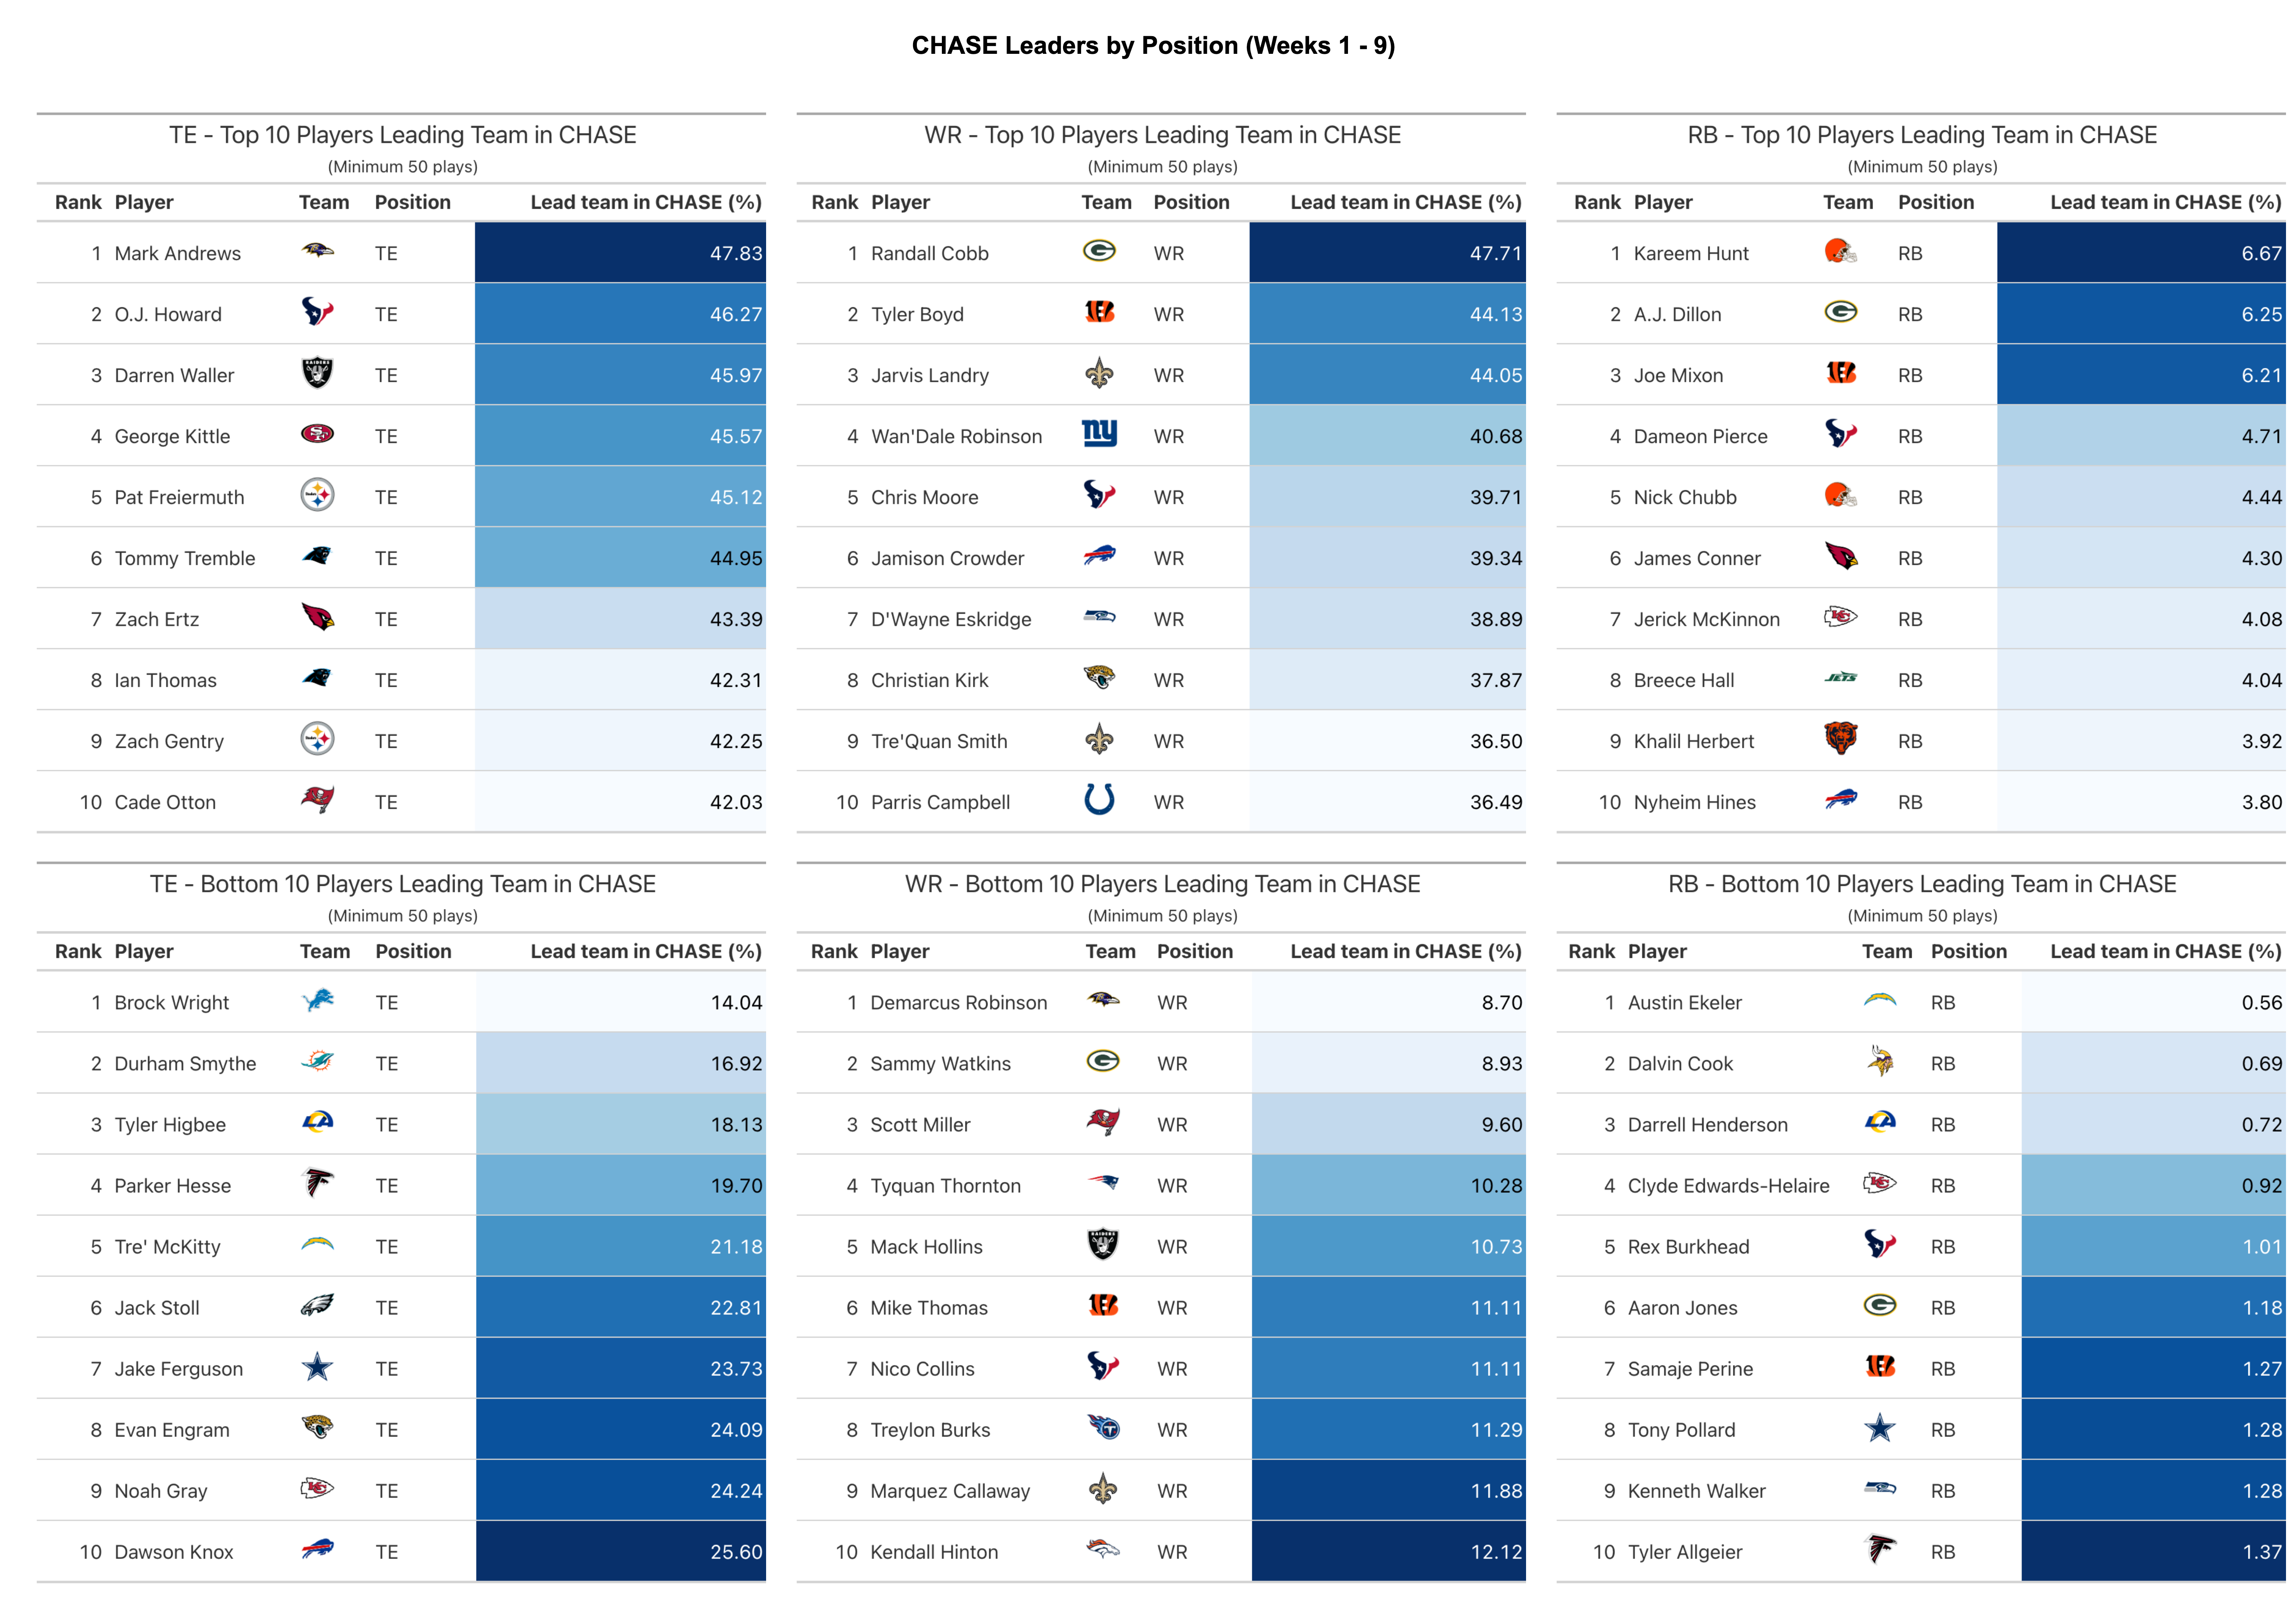 CHASE Leaders by Position (Weeks 1 - 9)
TE - Top 10 Players Leading Team in CHASE
(Minimum 50 plays)
Rank Player Team Position Lead team in CHASE (%)
1 Mark Andrews TE 47.83
2 O.J. Howard TE 46.27
3 Darren Waller TE 45.97
4 George Kittle TE 45.57
5 Pat Freiermuth TE 45.12
6 Tommy Tremble TE 44.95
7 Zach Ertz TE 43.39
8 Ian Thomas TE 42.31
9 Zach Gentry TE 42.25
10 Cade Otton TE 42.03
WR - Top 10 Players Leading Team in CHASE
(Minimum 50 plays)
Rank Player Team Position Lead team in CHASE (%)
1 Randall Cobb WR 47.71
2 Tyler Boyd WR 44.13
3 Jarvis Landry WR 44.05
4 Wan'Dale Robinson ny WR 40.68
5 Chris Moore WR 39.71
6 Jamison Crowder WR 39.34
7 D'Wayne Eskridge WR 38.89
8 Christian Kirk WR 37.87
9 Tre'Quan Smith WR 36.50
10 Parris Campbell WR 36.49
RB - Top 10 Players Leading Team in CHASE
(Minimum 50 plays)
Rank Player Team Position Lead team in CHASE (%)
1 Kareem Hunt RB 6.67
2 A.J. Dillon RB 6.25
3 Joe Mixon RB 6.21
4 Dameon Pierce RB 4.71
5 Nick Chubb RB 4.44
6 James Conner RB 4.30
7 Jerick McKinnon RB 4.08
8 Breece Hall JETS RB 4.04
9 Khalil Herbert RB 3.92
10 Nyheim Hines RB 3.80
TE - Bottom 10 Players Leading Team in CHASE
(Minimum 50 plays)
Rank Player Team Position Lead team in CHASE (%)
1 Brock Wright TE 14.04
2 Durham Smythe TE 16.92
3 Tyler Higbee TE 18.13
4 Parker Hesse TE 19.70
5 Tre' McKitty TE 21.18
6 Jack Stoll TE 22.81
7 Jake Ferguson TE 23.73
8 Evan Engram TE 24.09
9 Noah Gray TE 24.24
10 Dawson Knox TE 25.60
WR - Bottom 10 Players Leading Team in CHASE
(Minimum 50 plays)
Rank Player Team Position Lead team in CHASE (%)
1 Demarcus Robinson WR 8.70
2 Sammy Watkins WR 8.93
3 Scott Miller WR 9.60
4 Tyquan Thornton WR 10.28
5 Mack Hollins WR 10.73
6 Mike Thomas WR 11.11
7 Nico Collins WR 11.11
8 Treylon Burks WR 11.29
9 Marquez Callaway WR 11.88
10 Kendall Hinton WR 12.12
RB - Bottom 10 Players Leading Team in CHASE
(Minimum 50 plays)
Rank Player Team Position Lead team in CHASE (%)
1 Austin Ekeler RB 0.56
2 Dalvin Cook RB 0.69
3 Darrell Henderson RB 0.72
4 Clyde Edwards-Helaire RB 0.92
5 Rex Burkhead RB 1.01
6 Aaron Jones RB 1.18
7 Samaje Perine RB 1.27
8 Tony Pollard RB 1.28
9 Kenneth Walker RB 1.28
10 Tyler Allgeier RB 1.37